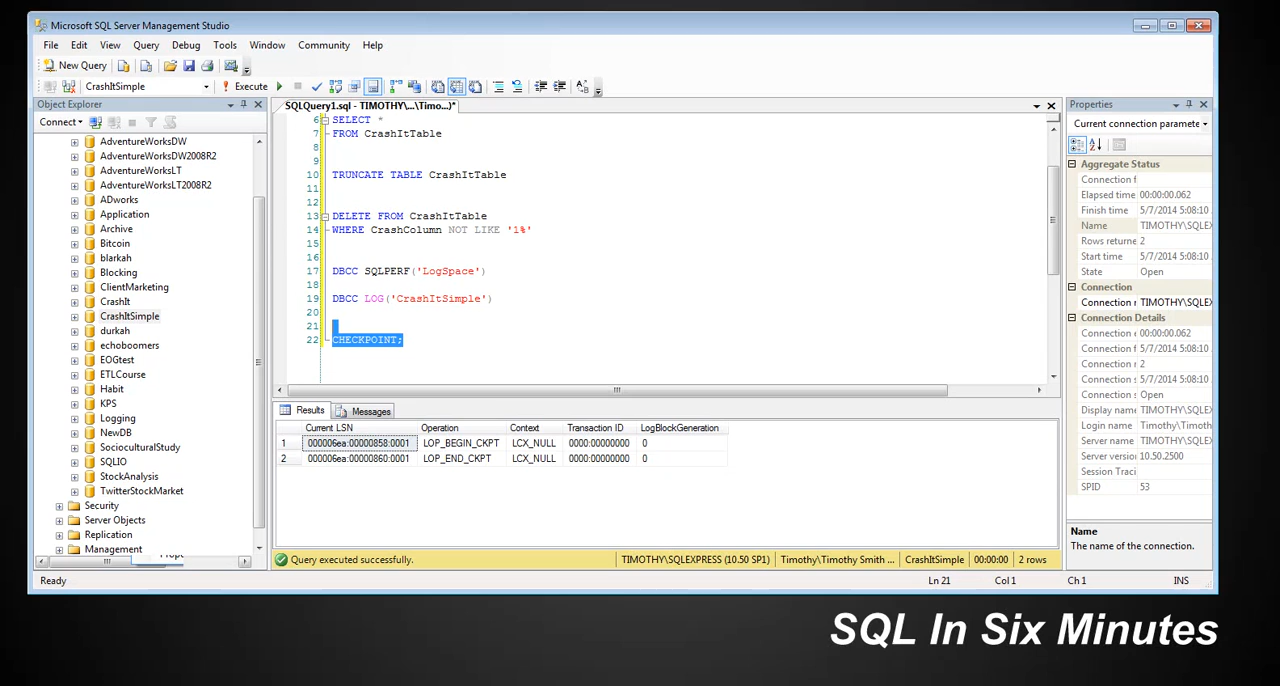 Microsoft SQL Server Management Studio
File Edit View Query Debug Tools Window Community Help
New Query
CrashItSimple Execute
Object Explorer
Connect
AdventureWorksDW
AdventureWorksDW2008R2
AdventureWorksLT
AdventureWorksLT2008R2
ADworks
Application
Archive
Bitcoin
blarkah
Blocking
ClientMarketing
CrashIt
CrashItSimple
durkah
echoboomers
EOGtest
ETLCourse
Habit
KPS
Logging
NewDB
SocioculturalStudy
SQLIO
StockAnalysis
TwitterStockMarket
Security
Server Objects
Replication
Management
Ready
SQLQuery1.sql - TIMOTHY\...\Timo...)*
6 SELECT *
7 FROM CrashItTable
8
9
10 TRUNCATE TABLE CrashItTable
11
12
13 DELETE FROM CrashItTable
14 WHERE CrashColumn NOT LIKE '1%'
15
16
17 DBCC SQLPERF('LogSpace')
18
19 DBCC LOG('CrashItSimple')
20
21
22 CHECKPOINT;
Results Messages
Current LSN Operation Context Transaction ID LogBlockGeneration
1 000006ea:00000858:0001 LOP_BEGIN_CKPT LCX_NULL 0000:00000000 0
2 000006ea:00000860:0001 LOP_END_CKPT LCX_NULL 0000:00000000 0
Query executed successfully. TIMOTHY\SQLEXPRESS (10.50 SP1) Timothy\Timothy Smith ... CrashItSimple 00:00:00 2 rows
Ln 21 Col 1 Ch 1 INS
Properties
Current connection paramete
Aggregate Status
Connection f
Elapsed time 00:00:00.062
Finish time 5/7/2014 5:08:10
Name TIMOTHY\SQLEX
Rows returne 2
Start time 5/7/2014 5:08:10
State Open
Connection
Connection n TIMOTHY\SQLEX
Connection Details
Connection e 00:00:00.062
Connection f 5/7/2014 5:08:10
Connection r 2
Connection s 5/7/2014 5:08:10
Connection s Open
Display name TIMOTHY\SQLEX
Login name Timothy\Timoth
Server name TIMOTHY\SQLEX
Server version 10.50.2500
Session Traci
SPID 53
Name
The name of the connection.
SQL In Six Minutes